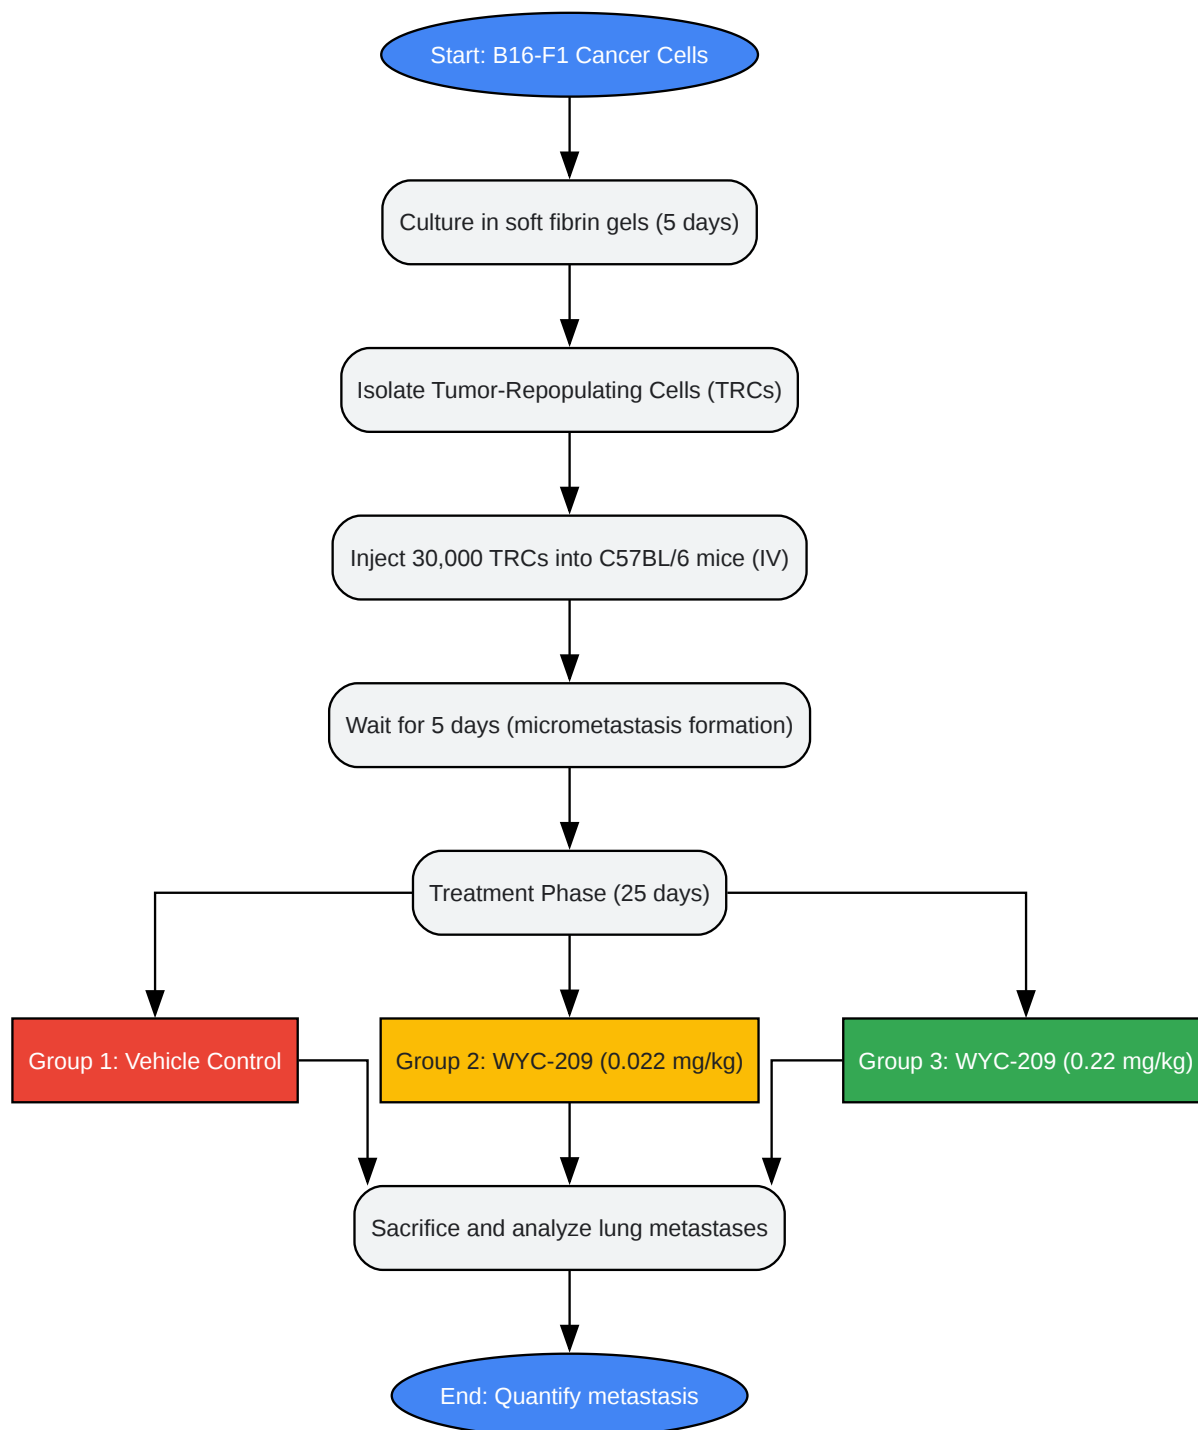 Start: B16-F1 Cancer Cells
Culture in soft fibrin gels (5 days)
Isolate Tumor-Repopulating Cells (TRCs)
Inject 30,000 TRCs into C57BL/6 mice (IV)
Wait for 5 days (micrometastasis formation)
Treatment Phase (25 days)
Group 1: Vehicle Control
Group 2: WYC-209 (0.022 mg/kg)
Group 3: WYC-209 (0.22 mg/kg)
Sacrifice and analyze lung metastases
End: Quantify metastasis